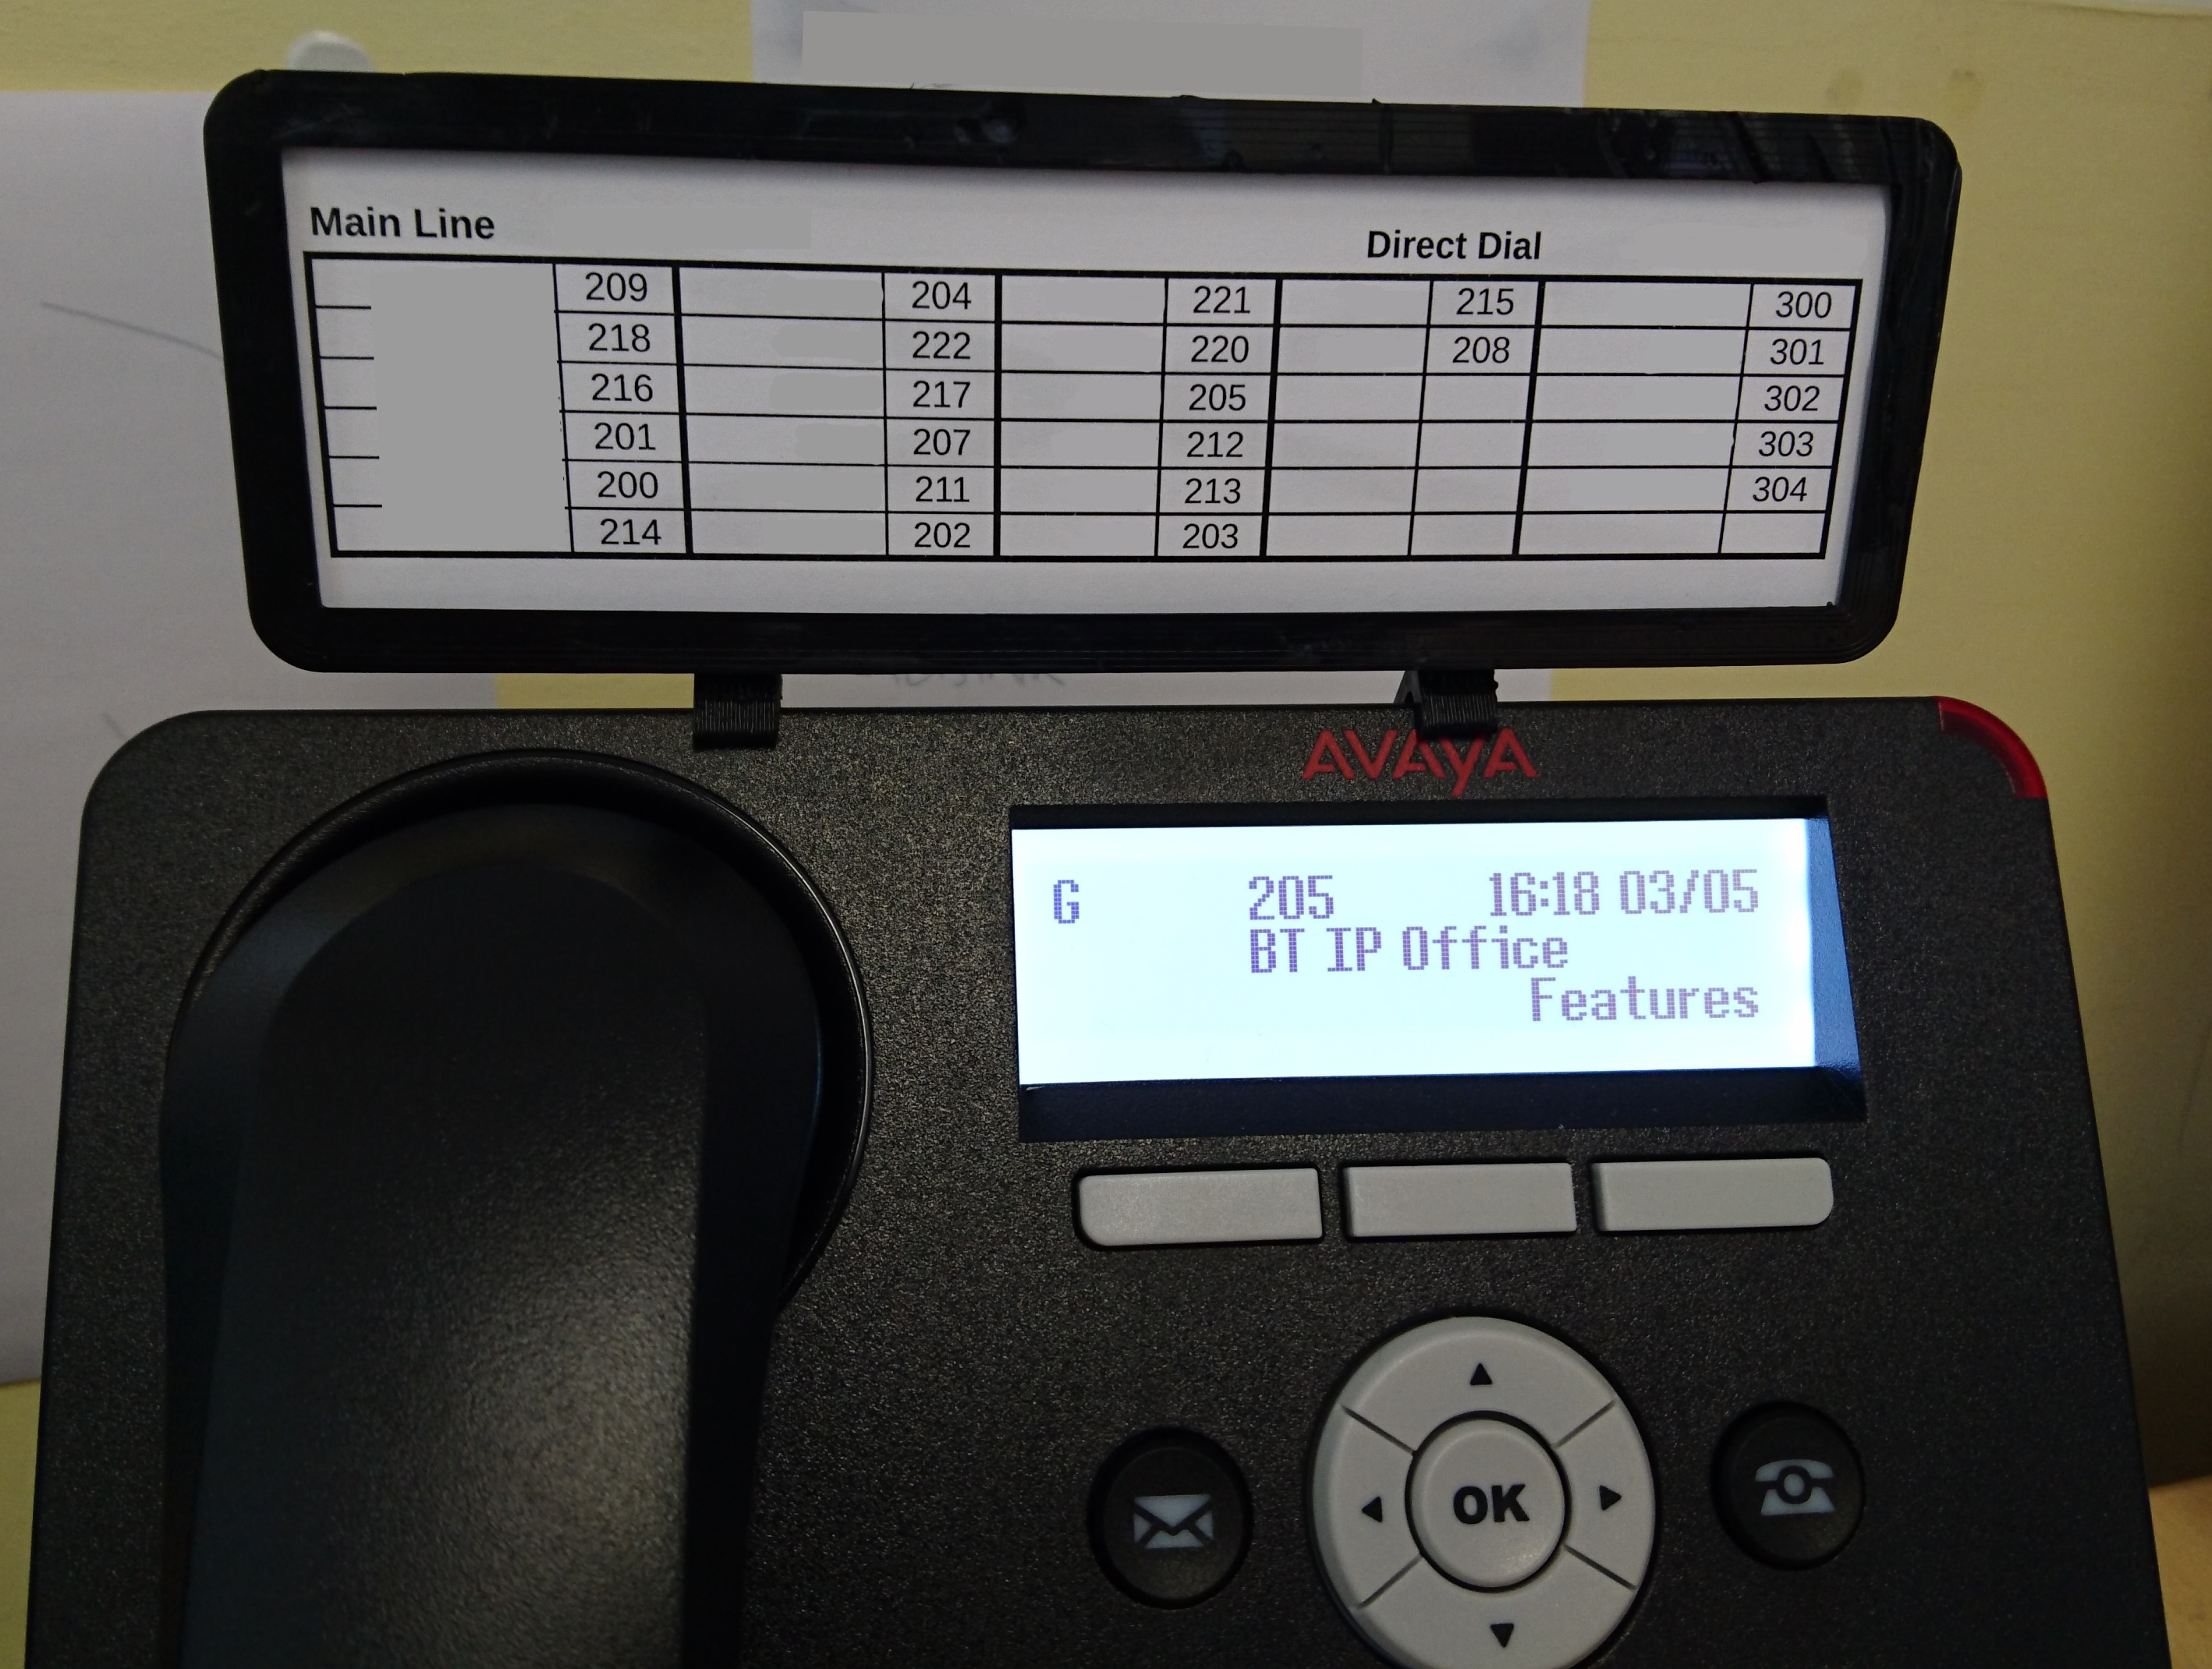 Main Line
Direct Dial
209 204 221 215 300
218 222 220 208 301
216 217 205 302
201 207 212 303
200 211 213 304
214 202 203
AVAYA
G 205 16:18 03/05
BT IP Office
Features
OK